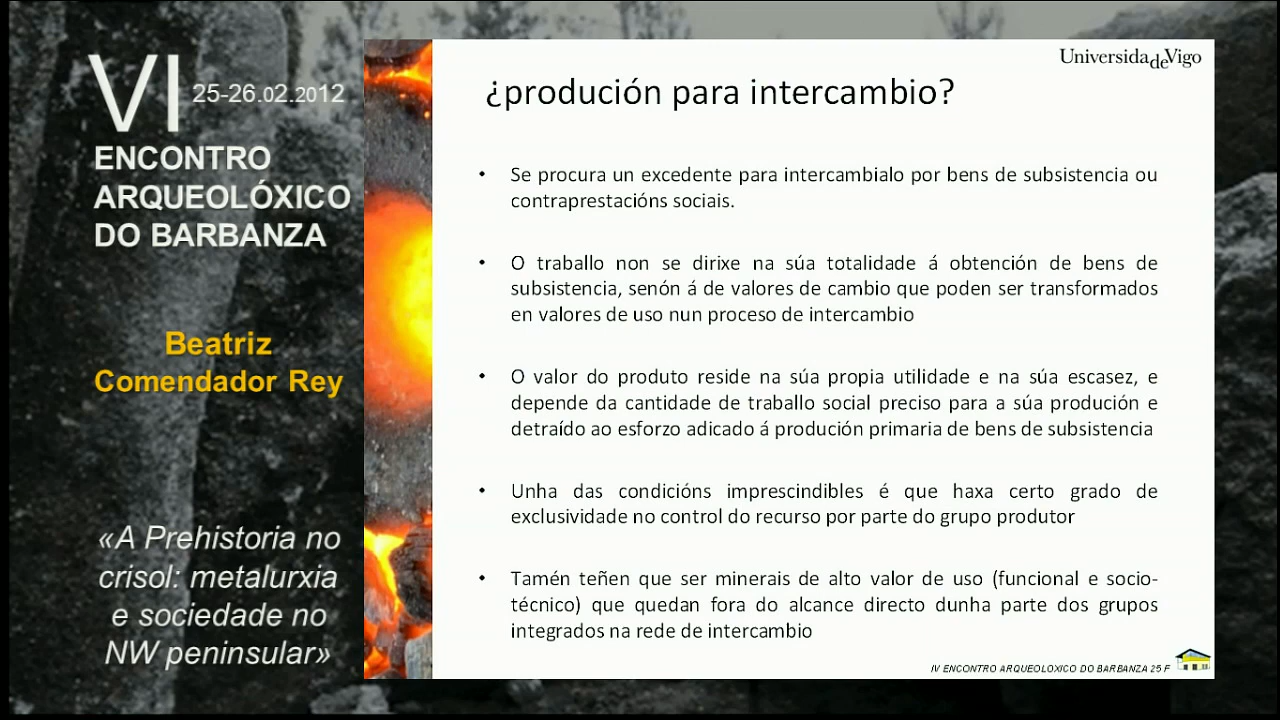 VI 25-26.02.2012
ENCONTRO
ARQUEOLÓXICO
DO BARBANZA
Beatriz
Comendador Rey
«A Prehistoria no
crisol: metalurxia
e sociedade no
NW peninsular»
UniversidadeVigo
¿produción para intercambio?
• Se procura un excedente para intercambialo por bens de subsistencia ou
contraprestacións sociais.
• O traballo non se dirixe na súa totalidade á obtención de bens de
subsistencia, senón á de valores de cambio que poden ser transformados
en valores de uso nun proceso de intercambio
• O valor do produto reside na súa propia utilidade e na súa escasez, e
depende da cantidade de traballo social preciso para a súa produción e
detraído ao esforzo adicado á produción primaria de bens de subsistencia
• Unha das condicións imprescindibles é que haxa certo grado de
exclusividade no control do recurso por parte do grupo produtor
• Tamén teñen que ser minerais de alto valor de uso (funcional e socio-
técnico) que quedan fora do alcance directo dunha parte dos grupos
integrados na rede de intercambio
IV ENCONTRO ARQUEOLOXICO DO BARBANZA 25 F